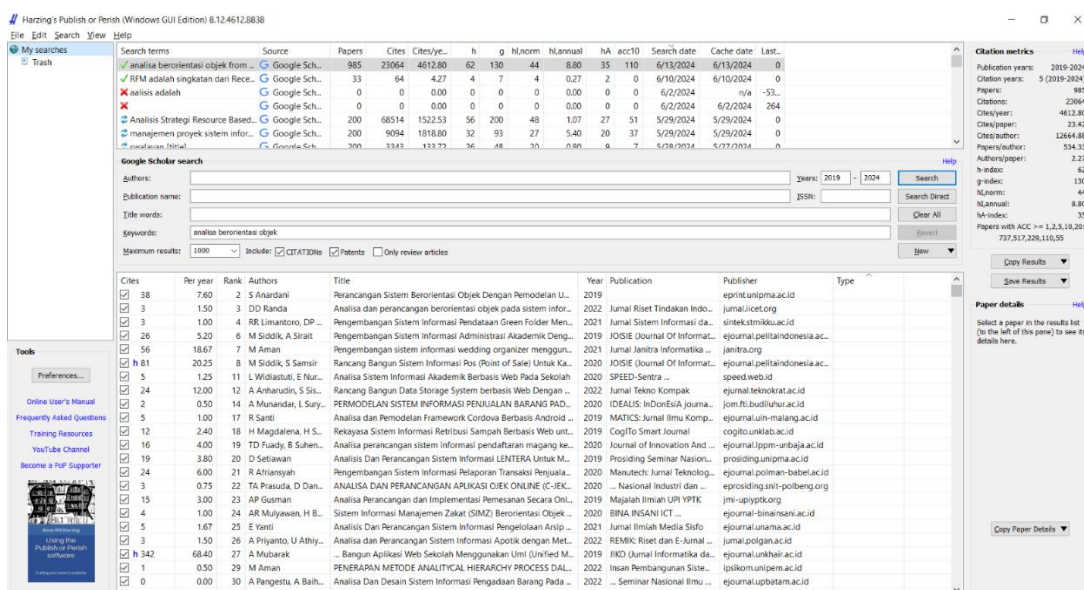 Harzing's Publish or Perish (Windows GUI Edition) 8.12.4612.8838
File Edit Search View Help
My searches
Trash
Search terms Source Papers Cites Cites/ye... h g hI,norm hI,annual hA acc10 Search date Cache date Last...
analisa berorientasi objek from ... Google Sch... 985 23064 4612.80 62 130 44 8.80 35 110 6/13/2024 6/13/2024 0
RFM adalah singkatan dari Rece... Google Sch... 33 64 4.27 4 7 4 0.27 2 0 6/10/2024 6/10/2024 0
aalisis adalah Google Sch... 0 0 0.00 0 0 0 0.00 0 0 6/2/2024 n/a -53...
Google Sch... 0 0 0.00 0 0 0 0.00 0 0 6/2/2024 6/2/2024 264
Analisis Strategi Resource Based... Google Sch... 200 68514 1522.53 56 200 48 1.07 27 51 5/29/2024 5/29/2024 0
manajemen proyek sistem infor... Google Sch... 200 9094 1818.80 32 93 27 5.40 20 37 5/29/2024 5/29/2024 0
Google Sch... 200 3343 133.72 26 48 20 0.80 9 7 5/28/2024 5/27/2024 0
Google Scholar search Help
Authors: Years: 2019 - 2024 Search
Publication name: ISSN: Search Direct
Title words: Clear All
Keywords: analisa berorientasi objek Revert
Maximum results: 1000 Include: CITATIONs Patents Only review articles New
Cites Per year Rank Authors Title Year Publication Publisher Type
38 7.60 2 S Anardani Perancangan Sistem Berorientasi Objek Dengan Pemodelan U... 2019 eprint.unipma.ac.id
3 1.50 3 DD Randa Analisa dan perancangan berorientasi objek pada sistem infor... 2022 Jurnal Riset Tindakan Indo... jurnal.iicet.org
3 1.00 4 RR Limantoro, DP ... Pengembangan Sistem Informasi Pendataan Green Folder Men... 2021 Jurnal Sistem Informasi da... sintek.stmikku.ac.id
26 5.20 6 M Siddik, A Sirait Pengembangan Sistem Informasi Administrasi Akademik Deng... 2019 JOISIE (Journal Of Informat... ejournal.pelitaindonesia.ac...
56 18.67 7 M Aman Pengembangan sistem informasi wedding organizer menggun... 2021 Jurnal Janitra Informatika ... janitra.org
h 81 20.25 8 M Siddik, S Samsir Rancang Bangun Sistem Informasi Pos (Point of Sale) Untuk Ka... 2020 JOISIE (Journal Of Informat... ejournal.pelitaindonesia.ac...
5 1.25 11 L Widiastuti, E Nur... Analisa Sistem Informasi Akademik Berbasis Web Pada Sekolah 2020 SPEED-Sentra ... speed.web.id
24 12.00 12 A Anharudin, S Sis... Rancang Bangun Data Storage System berbasis Web Dengan ... 2022 Jurnal Tekno Kompak ejurnal.teknokrat.ac.id
2 0.50 14 A Munandar, L Sury... PERMODELAN SISTEM INFORMASI PENJUALAN BARANG PAD... 2020 IDEALIS: InDonEsiA journa... jom.fti.budiluhur.ac.id
5 1.00 17 R Santi Analisa dan Pemodelan Framework Cordova Berbasis Android ... 2019 MATICS: Jurnal Ilmu Komp... ejournal.uin-malang.ac.id
12 2.40 18 H Magdalena, H S... Rekayasa Sistem Informasi Retribusi Sampah Berbasis Web unt... 2019 CogITo Smart Journal cogito.unklab.ac.id
16 4.00 19 TD Fuady, B Suhen... Analisa perancangan sistem informasi pendaftaran magang ke... 2020 Journal of Innovation And ... ejournal.lppm-unbaja.ac.id
19 3.80 20 D Setiawan Analisis Dan Perancangan Sistem Informasi LENTERA Untuk M... 2019 Prosiding Seminar Nasion... prosiding.unipma.ac.id
24 6.00 21 R Afriansyah Pengembangan Sistem Informasi Pelaporan Transaksi Penjuala... 2020 Manutech: Jurnal Teknolog... ejournal.polman-babel.ac.id
3 0.75 22 TA Prasuda, D Dan... ANALISA DAN PERANCANGAN APLIKASI OJEK ONLINE (C-JEK... 2020 ... Nasional Industri dan ... eprosiding.snit-polbeng.org
15 3.00 23 AP Gusman Analisa Perancangan dan Implementasi Pemesanan Secara Onl... 2019 Majalah Ilmiah UPI YPTK jmi-upiyptk.org
4 1.00 24 AR Mulyawan, H B... Sistem Informasi Manajemen Zakat (SIMZ) Berorientasi Objek ... 2020 BINA INSANI ICT ... ejournal-binainsani.ac.id
5 1.67 25 E Yanti Analisis Dan Perancangan Sistem Informasi Pengelolaan Arsip ... 2021 Jurnal Ilmiah Media Sisfo ejournal.unama.ac.id
3 1.50 26 A Priyanto, U Athiy... Analisa dan Perancangan Sistem Informasi Apotik dengan Met... 2022 REMIK: Riset dan E-Jurnal ... jurnal.polgan.ac.id
h 342 68.40 27 A Mubarak ... Bangun Aplikasi Web Sekolah Menggunakan Uml (Unified M... 2019 JIKO (Jurnal Informatika da... ejournal.unkhair.ac.id
1 0.50 29 M Aman PENERAPAN METODE ANALITYCAL HIERARCHY PROCESS DAL... 2022 Insan Pembangunan Siste... ipsikom.unipem.ac.id
0 0.00 30 A Pangestu, A Baih... Analisa Dan Desain Sistem Informasi Pengadaan Barang Pada ... 2022 ... Seminar Nasional Ilmu ... ejournal.upbatam.ac.id
Tools
Preferences...
Online User's Manual
Frequently Asked Questions
Training Resources
YouTube Channel
Become a PoP Supporter
Using the
Publish or Perish
software
Citation metrics Help
Publication years: 2019-2024
Citation years: 5 (2019-2024)
Papers: 985
Citations: 23064
Cites/year: 4612.80
Cites/paper: 23.42
Cites/author: 12664.88
Papers/author: 534.33
Authors/paper: 2.27
h-index: 62
g-index: 130
hI,norm: 44
hI,annual: 8.80
hA-index: 35
Papers with ACC >= 1,2,5,10,20:
737,517,229,110,55
Copy Results
Save Results
Paper details Help
Select a paper in the results list
(to the left of this pane) to see its
details here.
Copy Paper Details